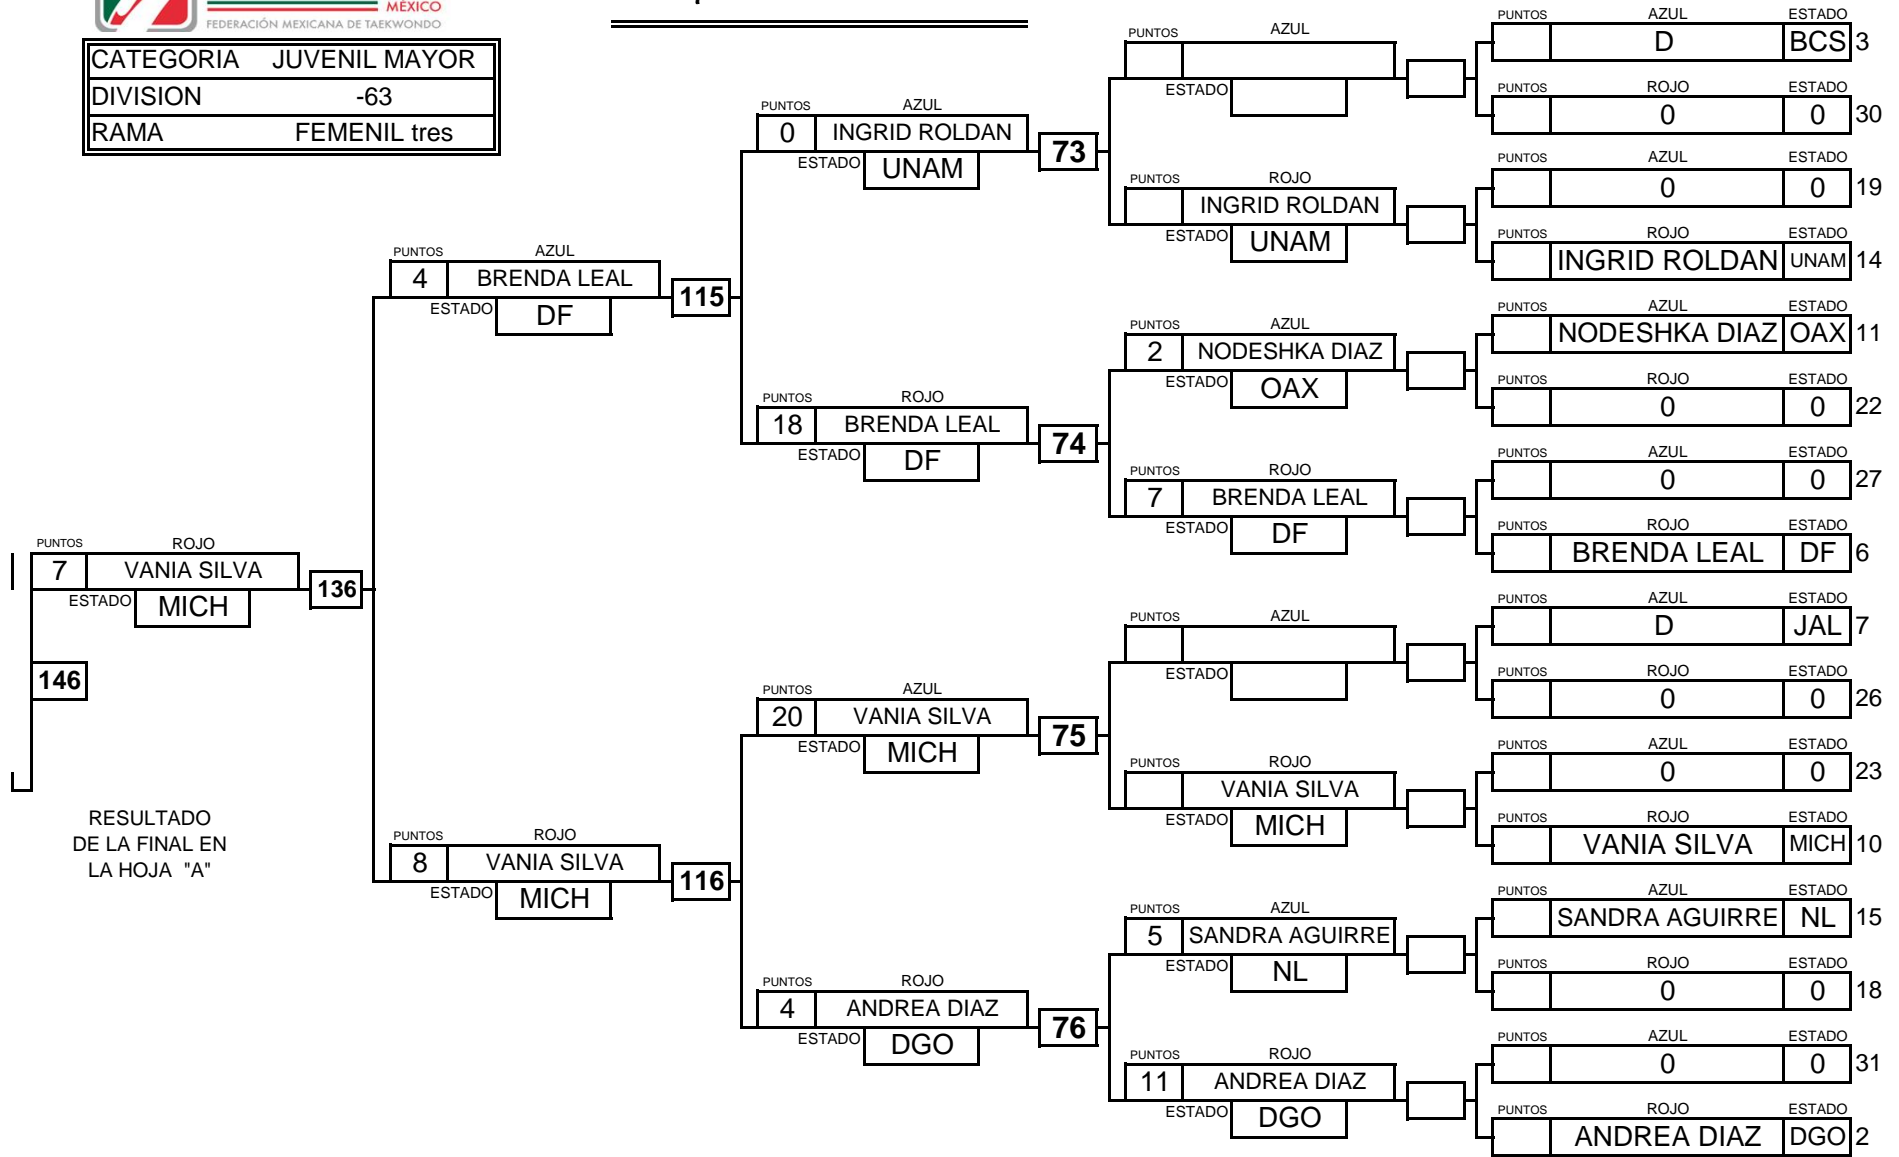 MÉXICO
FEDERACIÓN MEXICANA DE TAEKWONDO
CATEGORIA JUVENIL MAYOR
DIVISION -63
RAMA FEMENIL tres
PUNTOS ROJO
7 VANIA SILVA
ESTADO MICH
136
146
RESULTADO
DE LA FINAL EN
LA HOJA "A"
PUNTOS AZUL
4 BRENDA LEAL
ESTADO DF
115
PUNTOS ROJO
8 VANIA SILVA
ESTADO MICH
116
PUNTOS AZUL
0 INGRID ROLDAN
ESTADO UNAM
73
PUNTOS ROJO
18 BRENDA LEAL
ESTADO DF
74
PUNTOS AZUL
20 VANIA SILVA
ESTADO MICH
75
PUNTOS ROJO
4 ANDREA DIAZ
ESTADO DGO
76
PUNTOS AZUL
ESTADO
PUNTOS ROJO
INGRID ROLDAN
ESTADO UNAM
PUNTOS AZUL
2 NODESHKA DIAZ
ESTADO OAX
PUNTOS ROJO
7 BRENDA LEAL
ESTADO DF
PUNTOS AZUL
ESTADO
PUNTOS ROJO
VANIA SILVA
ESTADO MICH
PUNTOS AZUL
5 SANDRA AGUIRRE
ESTADO NL
PUNTOS ROJO
11 ANDREA DIAZ
ESTADO DGO
PUNTOS AZUL ESTADO
D BCS 3
PUNTOS ROJO ESTADO
0 0 30
PUNTOS AZUL ESTADO
0 0 19
PUNTOS ROJO ESTADO
INGRID ROLDAN UNAM 14
PUNTOS AZUL ESTADO
NODESHKA DIAZ OAX 11
PUNTOS ROJO ESTADO
0 0 22
PUNTOS AZUL ESTADO
0 0 27
PUNTOS ROJO ESTADO
BRENDA LEAL DF 6
PUNTOS AZUL ESTADO
D JAL 7
PUNTOS ROJO ESTADO
0 0 26
PUNTOS AZUL ESTADO
0 0 23
PUNTOS ROJO ESTADO
VANIA SILVA MICH 10
PUNTOS AZUL ESTADO
SANDRA AGUIRRE NL 15
PUNTOS ROJO ESTADO
0 0 18
PUNTOS AZUL ESTADO
0 0 31
PUNTOS ROJO ESTADO
ANDREA DIAZ DGO 2